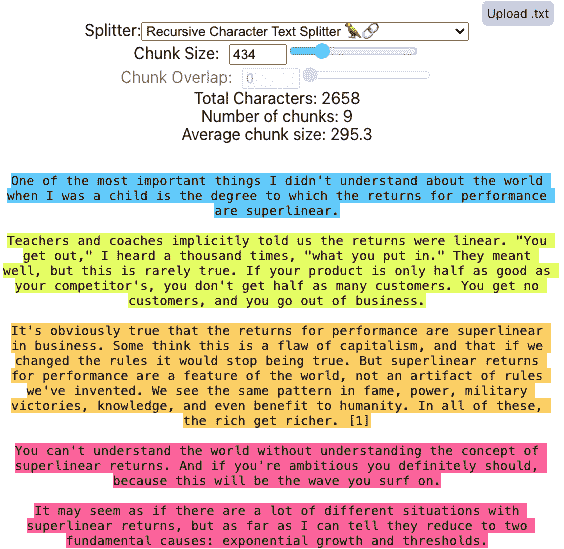 Upload .txt
Splitter: Recursive Character Text Splitter 🦜🔗
Chunk Size: 434
Chunk Overlap: 0
Total Characters: 2658
Number of chunks: 9
Average chunk size: 295.3
One of the most important things I didn't understand about the world
when I was a child is the degree to which the returns for performance
are superlinear.
Teachers and coaches implicitly told us the returns were linear. "You
get out," I heard a thousand times, "what you put in." They meant
well, but this is rarely true. If your product is only half as good as
your competitor's, you don't get half as many customers. You get no
customers, and you go out of business.
It's obviously true that the returns for performance are superlinear
in business. Some think this is a flaw of capitalism, and that if we
changed the rules it would stop being true. But superlinear returns
for performance are a feature of the world, not an artifact of rules
we've invented. We see the same pattern in fame, power, military
victories, knowledge, and even benefit to humanity. In all of these,
the rich get richer. [1]
You can't understand the world without understanding the concept of
superlinear returns. And if you're ambitious you definitely should,
because this will be the wave you surf on.
It may seem as if there are a lot of different situations with
superlinear returns, but as far as I can tell they reduce to two
fundamental causes: exponential growth and thresholds.